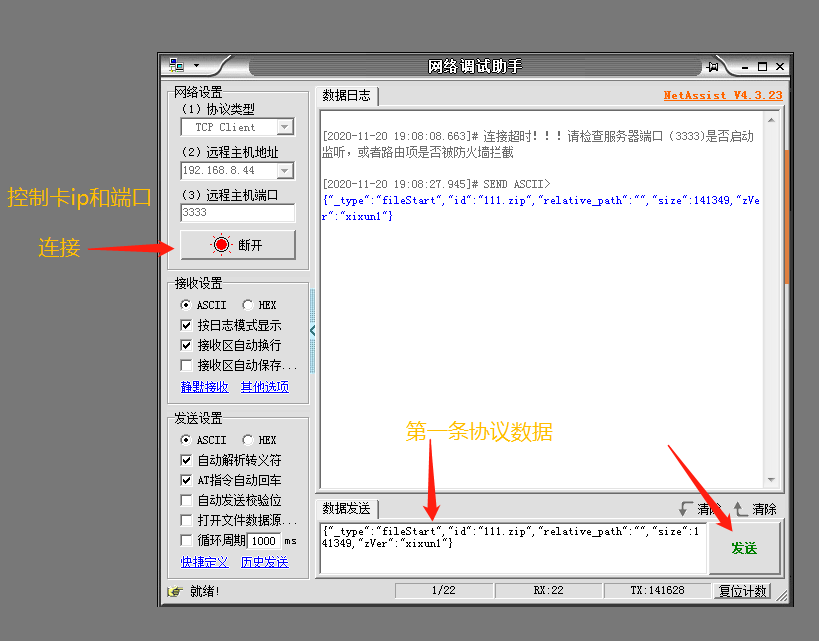 网络调试助手
网络设置
(1) 协议类型
TCP Client
(2) 远程主机地址
192.168.8.44
(3) 远程主机端口
3333
断开
控制卡ip和端口
连接
接收设置
ASCII HEX
按日志模式显示
接收区自动换行
接收区自动保存...
静默接收 其他选项
发送设置
ASCII HEX
自动解析转义符
AT指令自动回车
自动发送校验位
打开文件数据源...
循环周期 1000 ms
快捷定义 历史发送
数据日志
NetAssist V4.3.23
[2020-11-20 19:08:08.663]# 连接超时！！！请检查服务器端口 (3333)是否启动
监听，或者路由项是否被防火墙拦截
[2020-11-20 19:08:27.945]# SEND ASCII>
{"_type":"fileStart","id":"111.zip","relative_path":"","size":141349,"zVe
r":"xixun1"}
第一条协议数据
数据发送
清除 清除
{"_type":"fileStart","id":"111.zip","relative_path":"","size":1
41349,"zVer":"xixun1"}
发送
就绪!
1/22
RX:22
TX:141628
复位计数